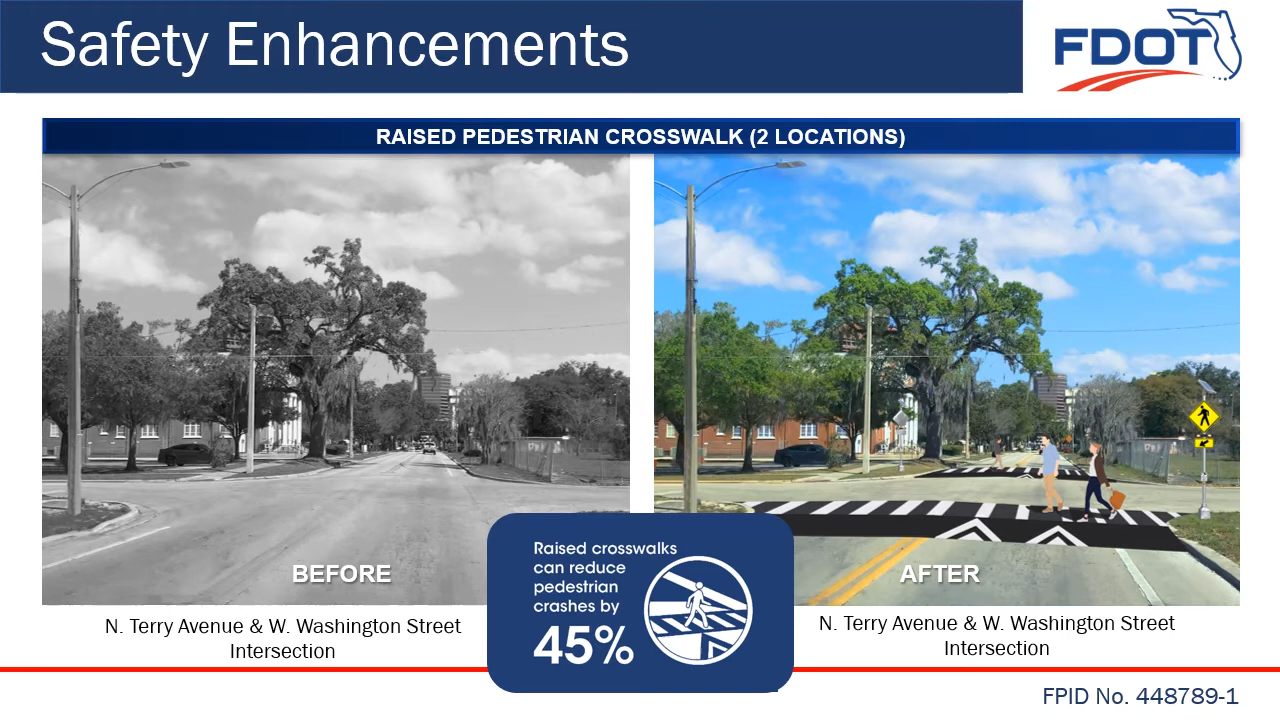 Safety Enhancements
FDOT
RAISED PEDESTRIAN CROSSWALK (2 LOCATIONS)
BEFORE
AFTER
Raised crosswalks
can reduce
pedestrian
crashes by
45%
N. Terry Avenue & W. Washington Street
Intersection
N. Terry Avenue & W. Washington Street
Intersection
FPID No. 448789-1